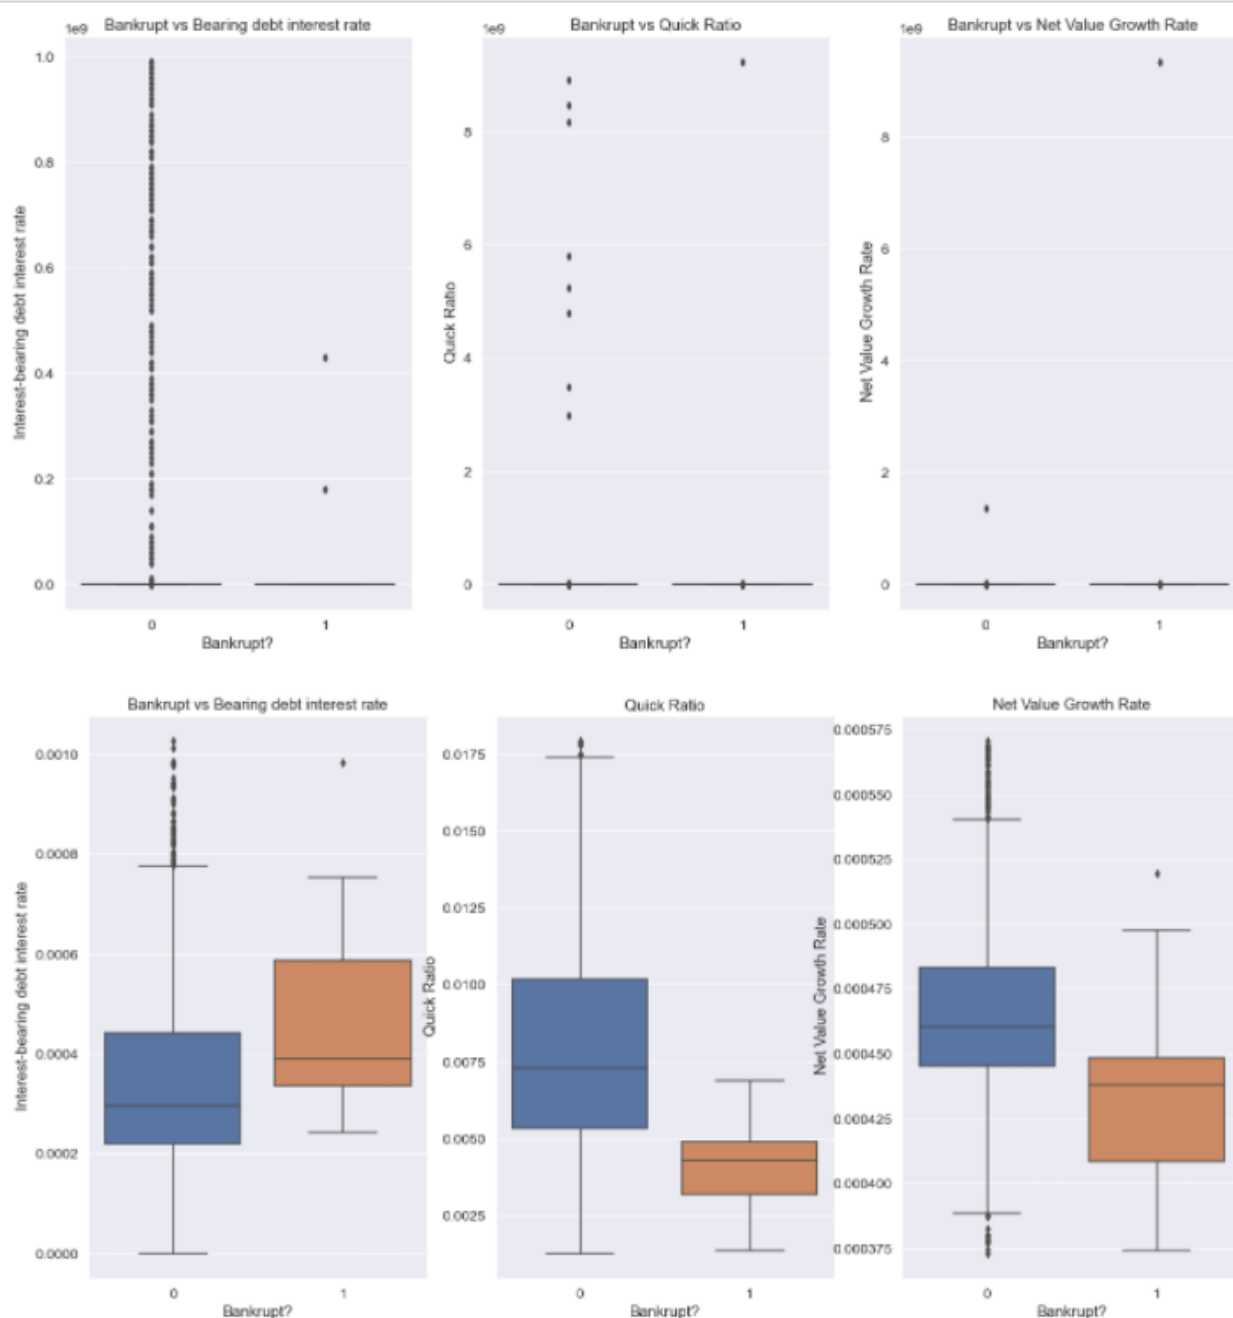 Bankrupt vs Bearing debt interest rate
1e9
Interest-bearing debt interest rate
1.0
0.8
0.6
0.4
0.2
0.0
0 1
Bankrupt?
Bankrupt vs Quick Ratio
1e9
Quick Ratio
8
6
4
2
0
0 1
Bankrupt?
Bankrupt vs Net Value Growth Rate
1e9
Net Value Growth Rate
8
6
4
2
0
0 1
Bankrupt?
Bankrupt vs Bearing debt interest rate
Interest-bearing debt interest rate
0.0010
0.0008
0.0006
0.0004
0.0002
0.0000
0 1
Bankrupt?
Quick Ratio
Quick Ratio
0.0175
0.0150
0.0125
0.0100
0.0075
0.0050
0.0025
0 1
Bankrupt?
Net Value Growth Rate
Net Value Growth Rate
0.000575
0.000550
0.000525
0.000500
0.000475
0.000450
0.000425
0.000400
0.000375
0 1
Bankrupt?